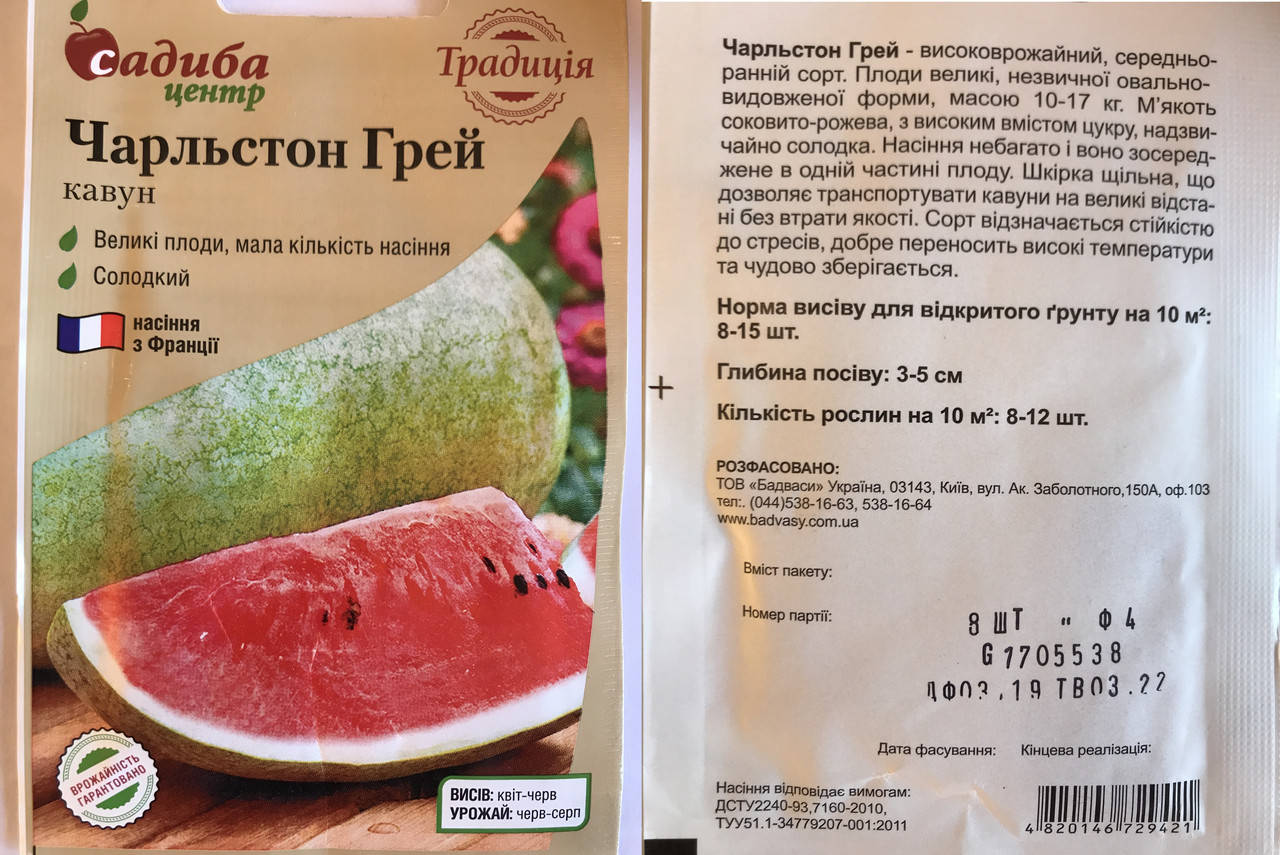 садиба
центр
Традиція
Чарльстон Грей
кавун
Великі плоди, мала кількість насіння
Солодкий
насіння
з Франції
ВРОЖАЙНІСТЬ
ГАРАНТОВАНО
ВИСІВ: квіт-черв
УРОЖАЙ: черв-серп
Чарльстон Грей - високоврожайний, середньо-
ранній сорт. Плоди великі, незвичної овально-
видовженої форми, масою 10-17 кг. М’якоть
соковито-рожева, з високим вмістом цукру, надзви-
чайно солодка. Насіння небагато і воно зосеред-
жене в одній частині плоду. Шкірка щільна, що
дозволяє транспортувати кавуни на великі відста-
ні без втрати якості. Сорт відзначається стійкістю
до стресів, добре переносить високі температури
та чудово зберігається.
Норма висіву для відкритого ґрунту на 10 м²:
8-15 шт.
Глибина посіву: 3-5 см
Кількість рослин на 10 м²: 8-12 шт.
РОЗФАСОВАНО:
ТОВ «Бадваси» Україна, 03143, Київ, вул. Ак. Заболотного,150А, оф.103
тел:. (044)538-16-63, 538-16-64
www.badvasy.com.ua
Вміст пакету:
Номер партії:
8 ШТ " Ф4
G1705538
ДФ03.19 ТВ03.22
Дата фасування: Кінцева реалізація:
Насіння відповідає вимогам:
ДСТУ2240-93,7160-2010,
ТУУ51.1-34779207-001:2011
4 820146 729421